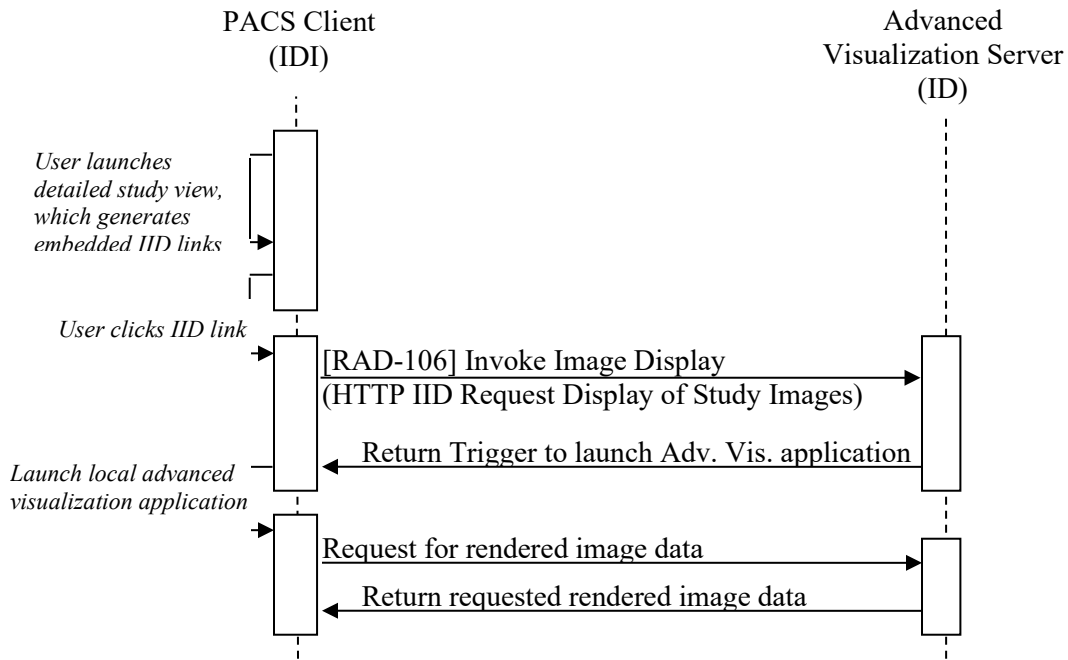 PACS Client
(IDI)
Advanced
Visualization Server
(ID)
User launches
detailed study view,
which generates
embedded IID links
User clicks IID link
[RAD-106] Invoke Image Display
(HTTP IID Request Display of Study Images)
Return Trigger to launch Adv. Vis. application
Launch local advanced
visualization application
Request for rendered image data
Return requested rendered image data